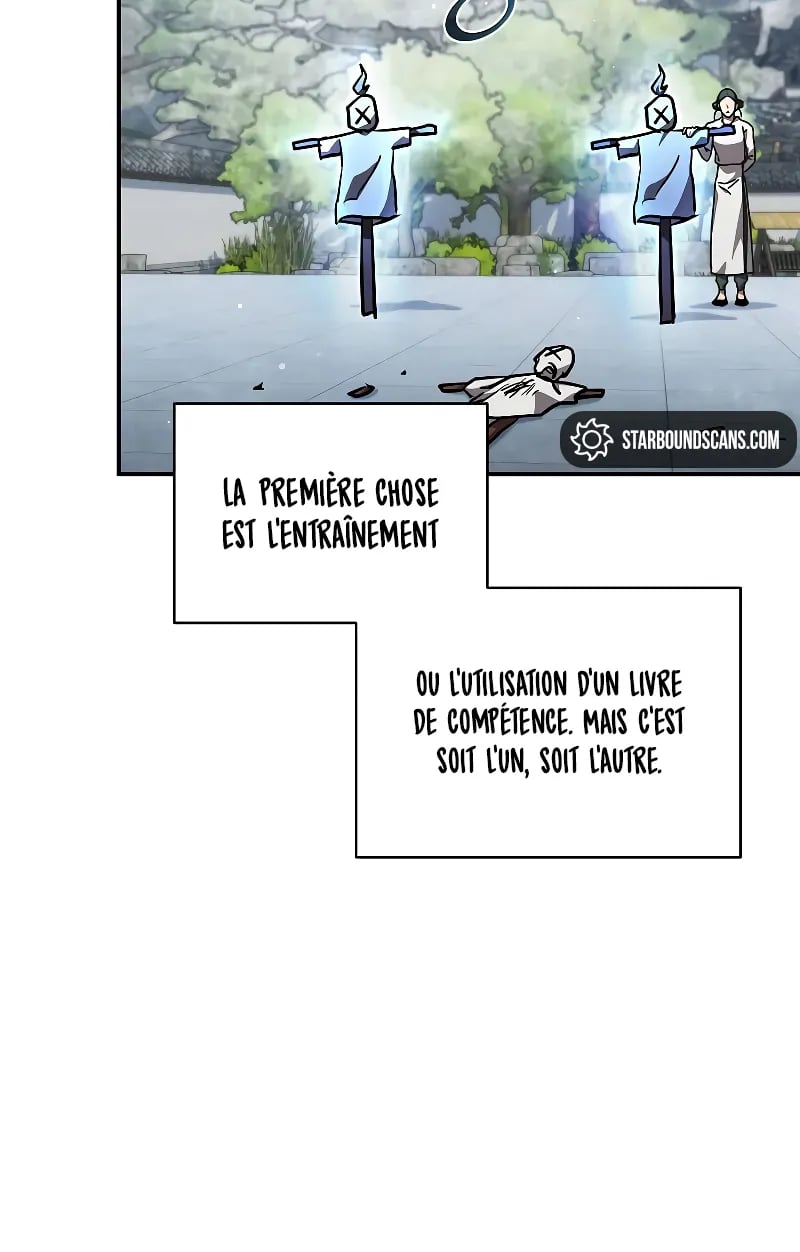 STARBOUNDSCANS.COM
LA PREMIÈRE CHOSE
EST L'ENTRAÎNEMENT
OU L'UTILISATION D'UN LIVRE
DE COMPÉTENCE. MAIS C'EST
SOIT L'UN, SOIT L'AUTRE.